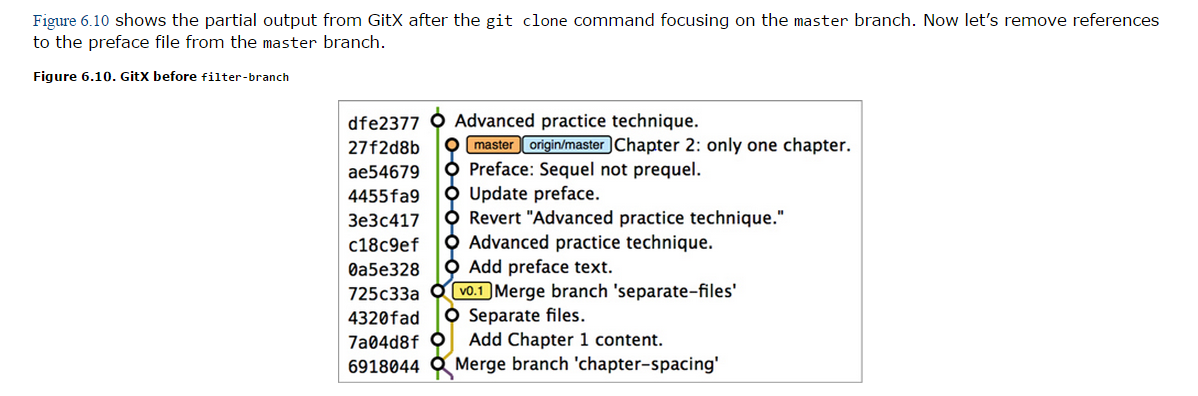 Figure 6.10 shows the partial output from GitX after the git clone command focusing on the master branch. Now let’s remove references
to the preface file from the master branch.
Figure 6.10. GitX before filter-branch
dfe2377 Advanced practice technique.
27f2d8b master origin/master Chapter 2: only one chapter.
ae54679 Preface: Sequel not prequel.
4455fa9 Update preface.
3e3c417 Revert "Advanced practice technique."
c18c9ef Advanced practice technique.
0a5e328 Add preface text.
725c33a v0.1 Merge branch 'separate-files'
4320fad Separate files.
7a04d8f Add Chapter 1 content.
6918044 Merge branch 'chapter-spacing'